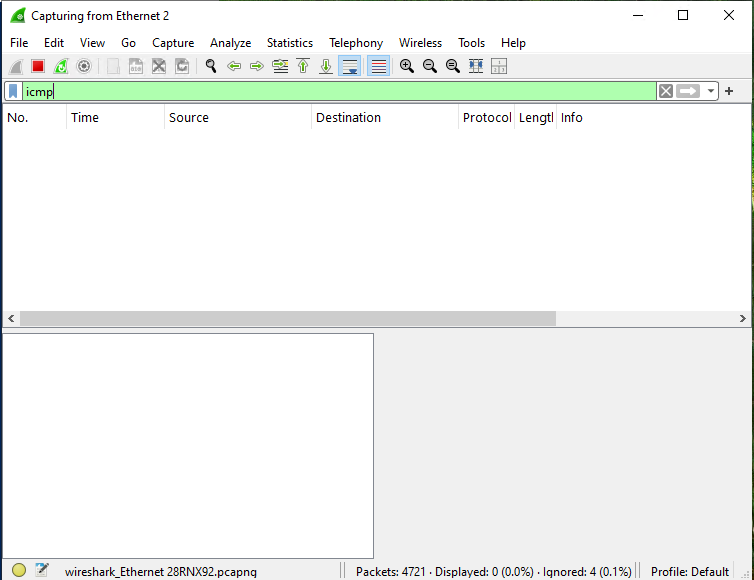 Capturing from Ethernet 2
File Edit View Go Capture Analyze Statistics Telephony Wireless Tools Help
icmp
No. Time Source Destination Protocol Lengtl Info
wireshark_Ethernet 28RNX92.pcapng Packets: 4721 · Displayed: 0 (0.0%) · Ignored: 4 (0.1%) Profile: Default